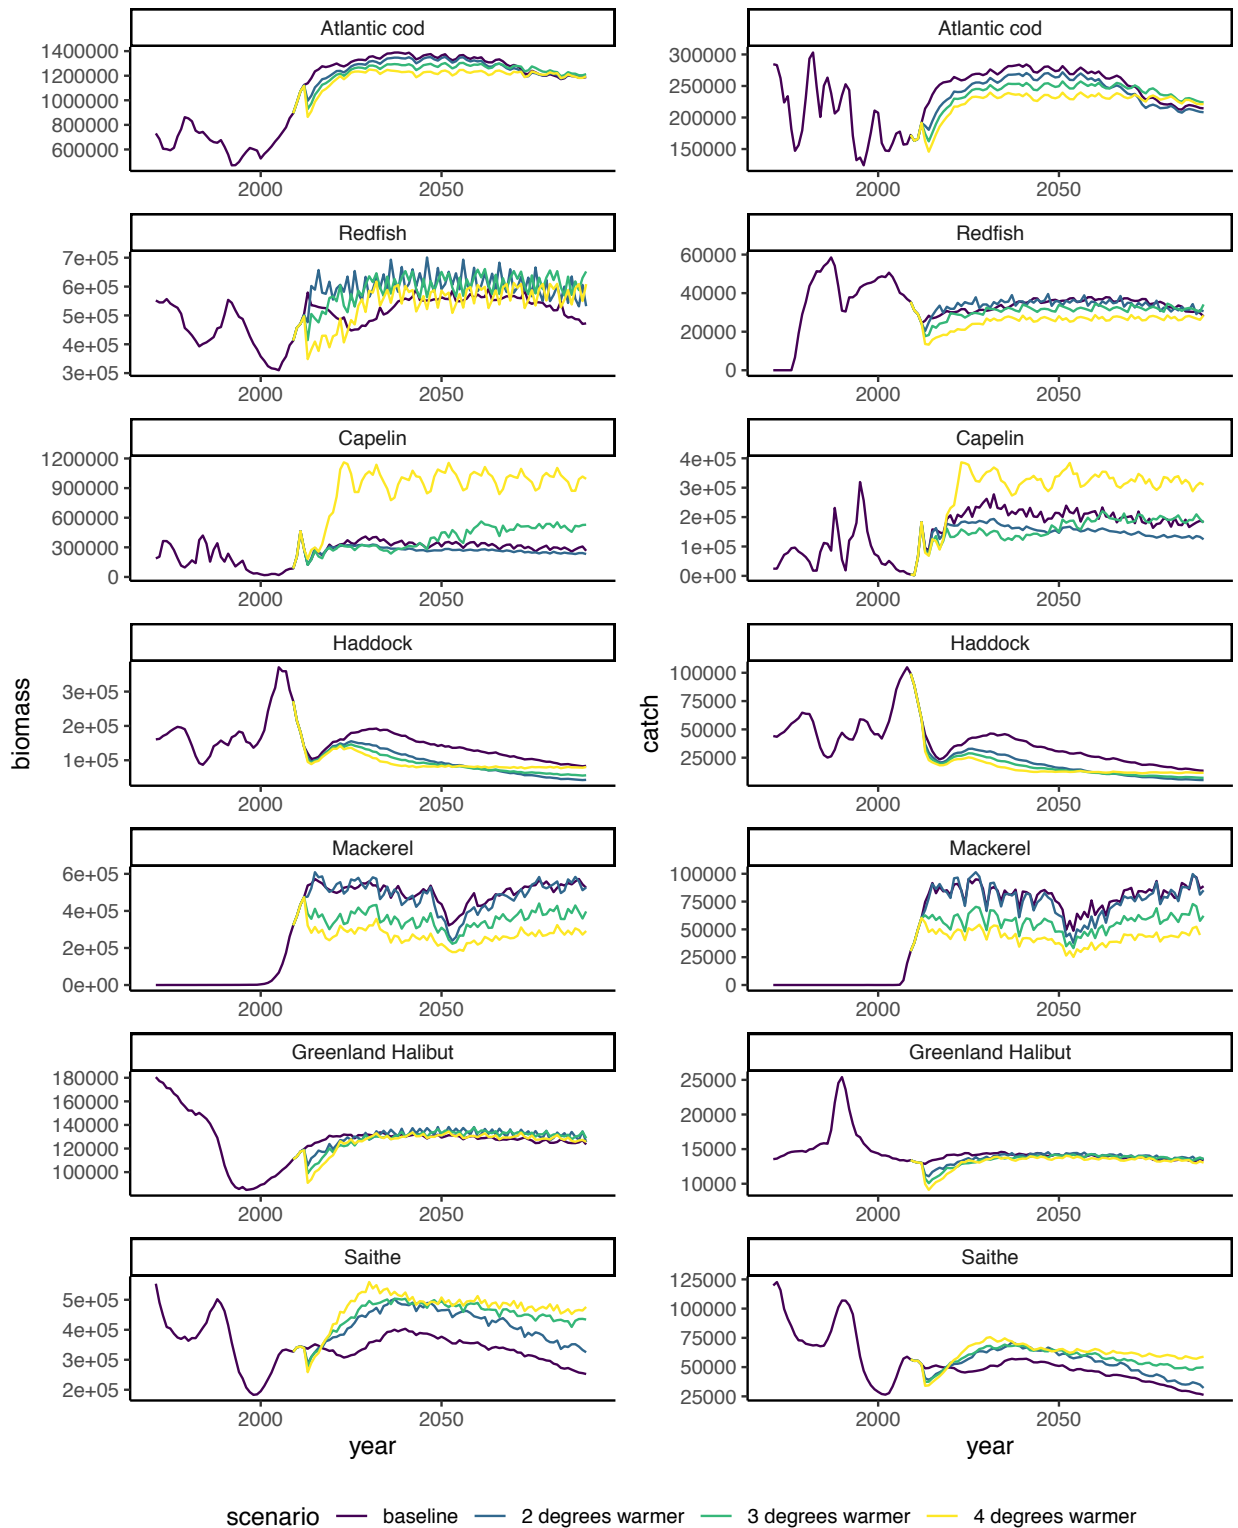 Atlantic cod
1400000
1200000
1000000
800000
600000
2000 2050
Atlantic cod
300000
250000
200000
150000
2000 2050
Redfish
7e+05
6e+05
5e+05
4e+05
3e+05
2000 2050
Redfish
60000
40000
20000
0
2000 2050
Capelin
1200000
900000
600000
300000
0
2000 2050
Capelin
4e+05
3e+05
2e+05
1e+05
0e+00
2000 2050
Haddock
3e+05
2e+05
1e+05
2000 2050
Haddock
100000
75000
50000
25000
2000 2050
biomass
catch
Mackerel
6e+05
4e+05
2e+05
0e+00
2000 2050
Mackerel
100000
75000
50000
25000
0
2000 2050
Greenland Halibut
180000
160000
140000
120000
100000
2000 2050
Greenland Halibut
25000
20000
15000
10000
2000 2050
Saithe
5e+05
4e+05
3e+05
2e+05
2000 2050
year
Saithe
125000
100000
75000
50000
25000
2000 2050
year
scenario baseline 2 degrees warmer 3 degrees warmer 4 degrees warmer